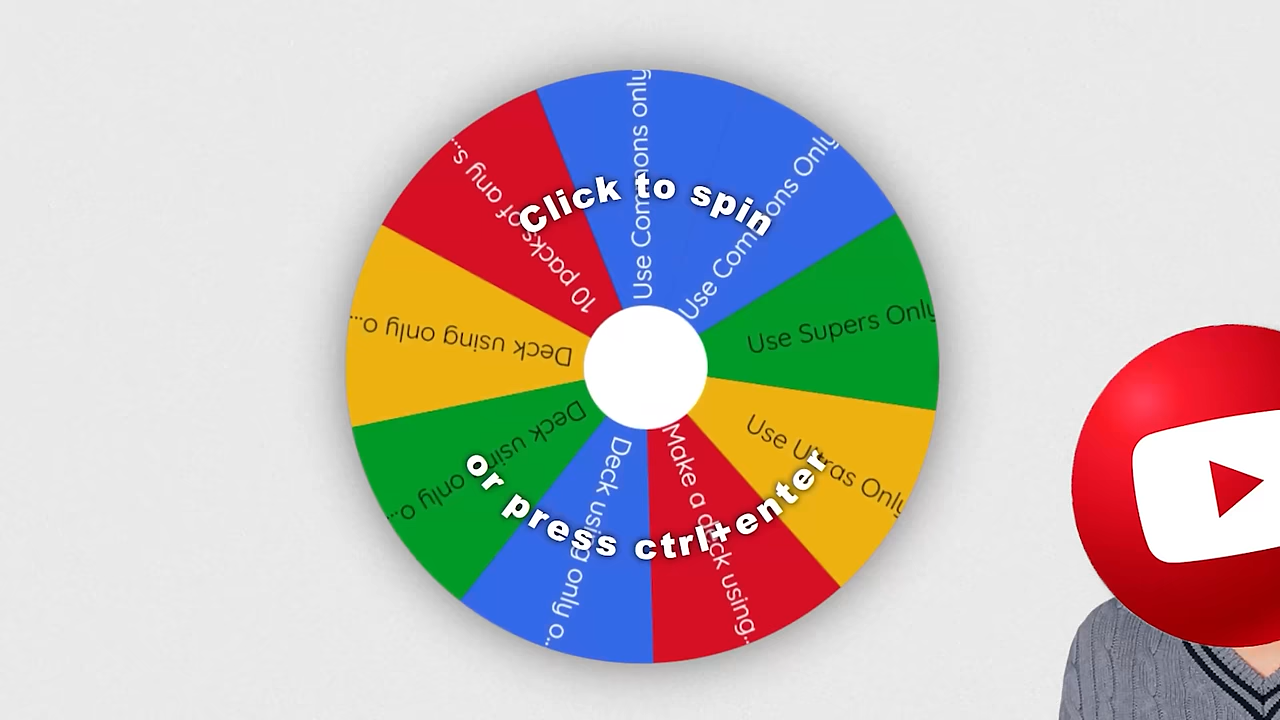 Click to spin
or press ctrl+enter
Use Commons only
Use Commons Only
Use Supers Only
Use Ultras Only
Make a deck using...
Deck using only o...
Deck using only o...
Deck using only o...
10 packs of any s...